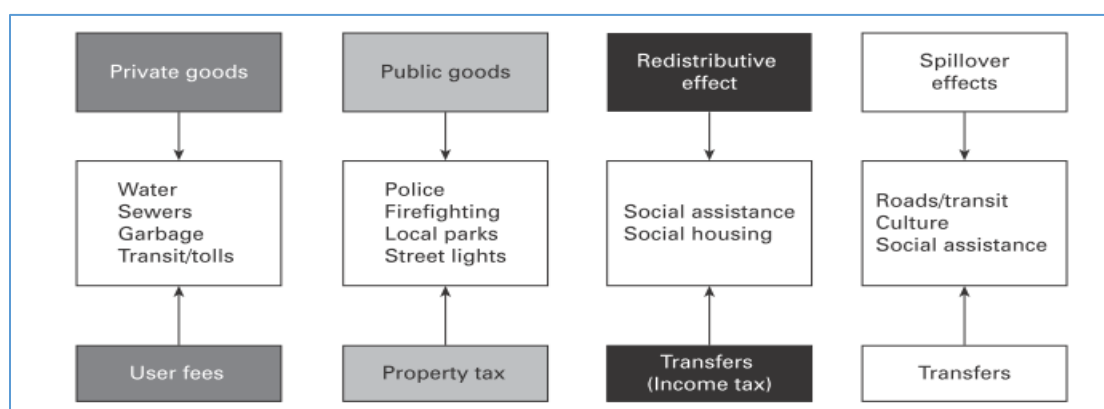 Private goods
Public goods
Redistributive
effect
Spillover
effects
Water
Sewers
Garbage
Transit/tolls
Police
Firefighting
Local parks
Street lights
Social assistance
Social housing
Roads/transit
Culture
Social assistance
User fees
Property tax
Transfers
(Income tax)
Transfers